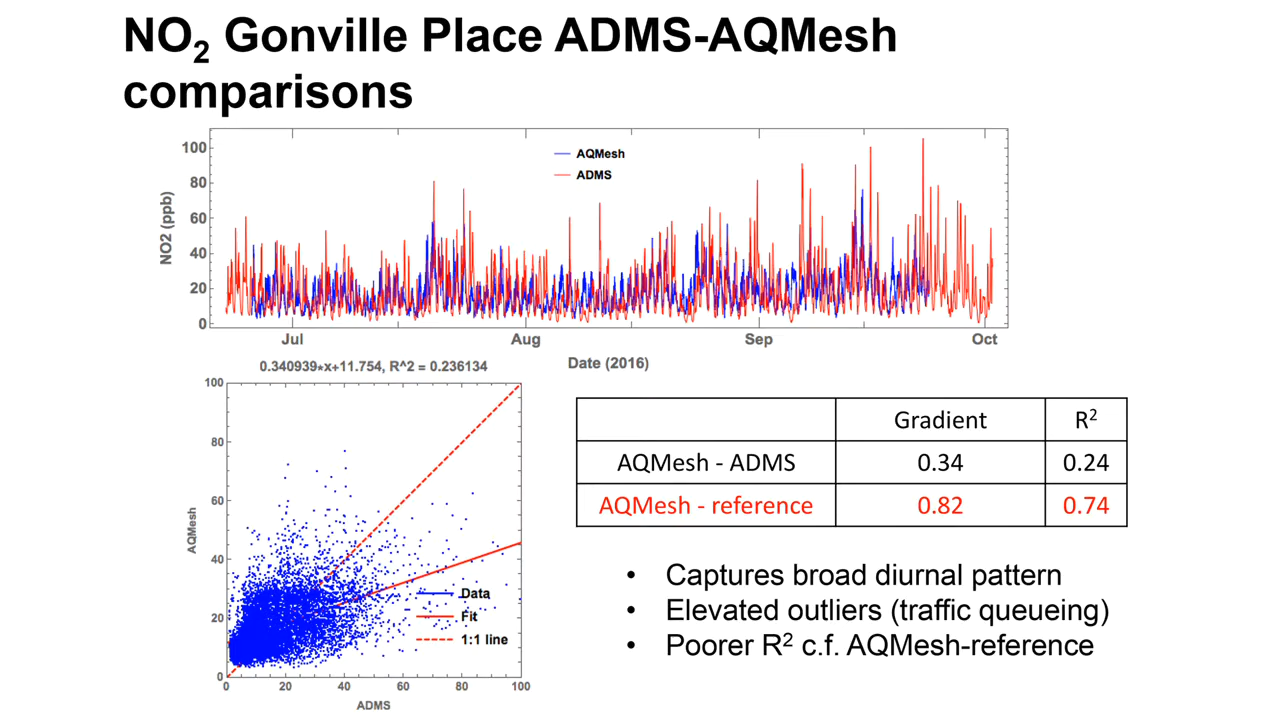 NO2 Gonville Place ADMS-AQMesh
comparisons
100
80
60
40
20
0
NO2 (ppb)
AQMesh
ADMS
Jul
Aug
Sep
Oct
Date (2016)
0.340939*x+11.754, R^2 = 0.236134
100
80
60
40
20
0
AQMesh
Data
Fit
1:1 line
0
20
40
60
80
100
ADMS
Gradient R2
AQMesh - ADMS 0.34 0.24
AQMesh - reference 0.82 0.74
• Captures broad diurnal pattern
• Elevated outliers (traffic queueing)
• Poorer R2 c.f. AQMesh-reference